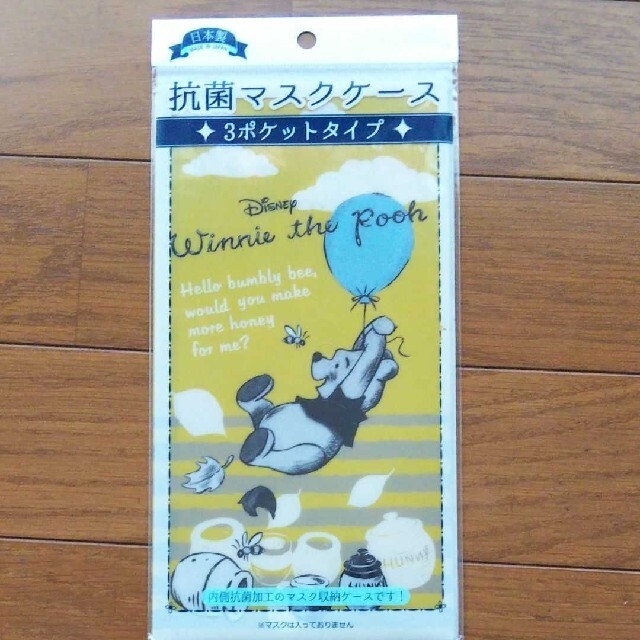 日本製
MADE IN JAPAN
抗菌マスクケース
3ポケットタイプ
Disney
Winnie the Pooh
Hello bumbly bee,
would you make
more honey
for me?
HUNNY
HUNNY
内側抗菌加工のマスク収納ケースです!
※マスクは入っておりません